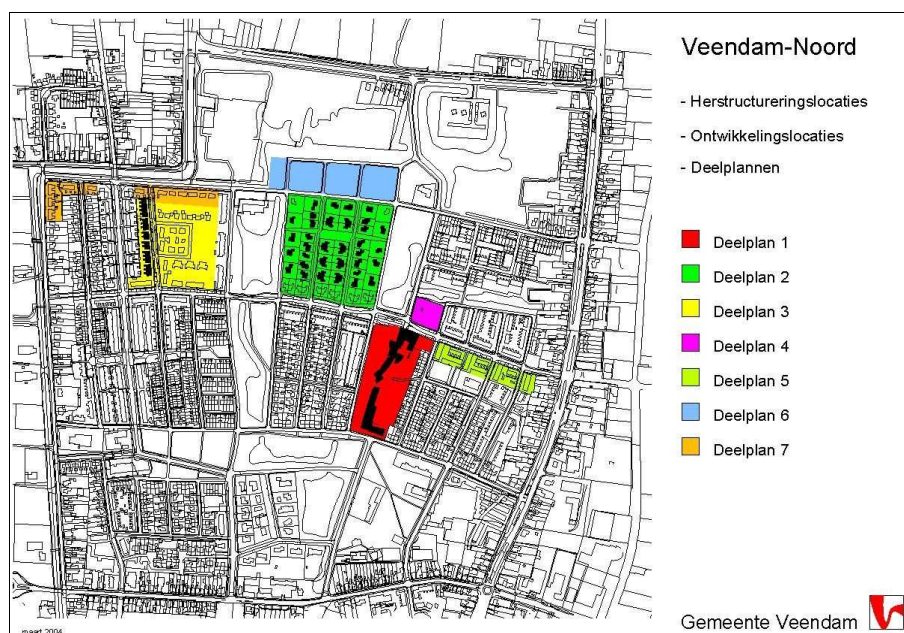 Veendam-Noord
- Herstructureringslocaties
- Ontwikkelingslocaties
- Deelplannen
Deelplan 1
Deelplan 2
Deelplan 3
Deelplan 4
Deelplan 5
Deelplan 6
Deelplan 7
Gemeente Veendam
maart 2004